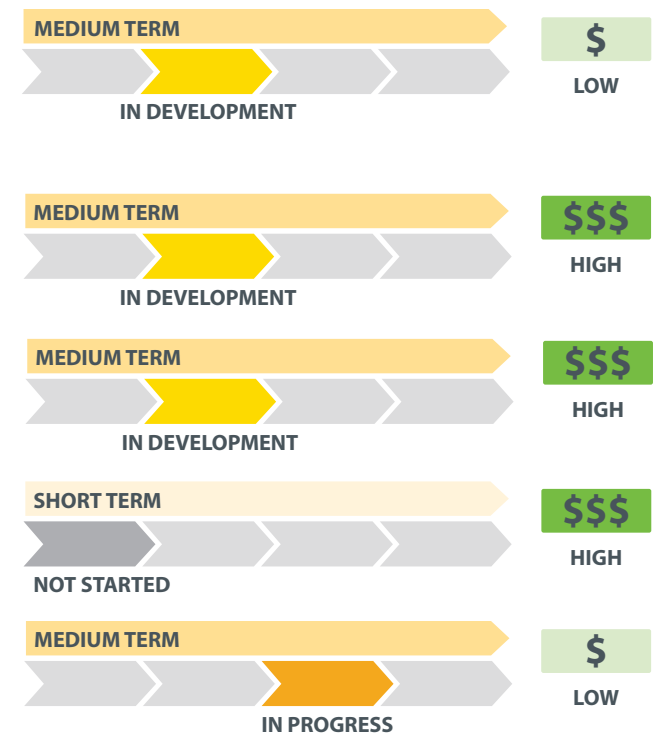 MEDIUM TERM
$
LOW
IN DEVELOPMENT
MEDIUM TERM
$$$
HIGH
IN DEVELOPMENT
MEDIUM TERM
$$$
HIGH
IN DEVELOPMENT
SHORT TERM
$$$
HIGH
NOT STARTED
MEDIUM TERM
$
LOW
IN PROGRESS